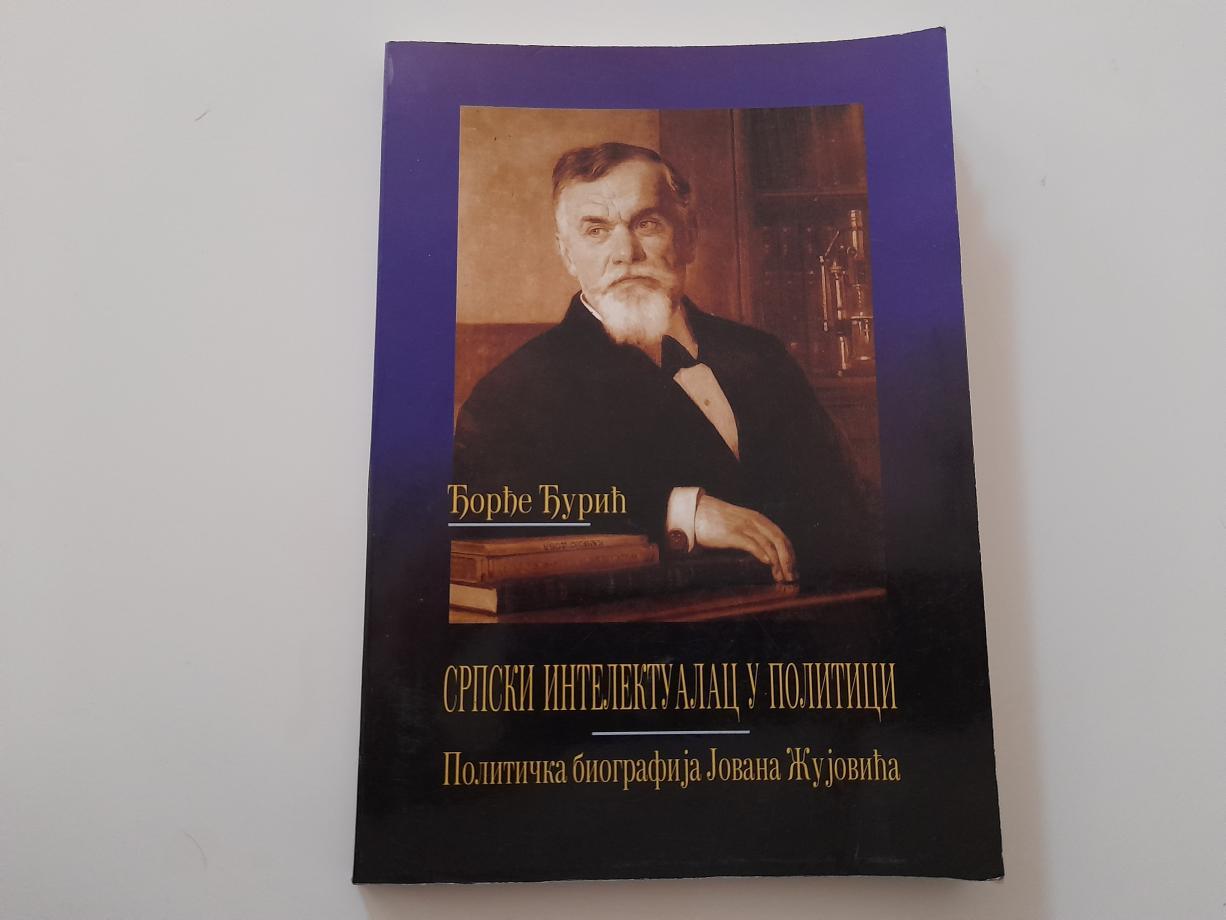 Ђорђе Ђурић
СРПСКИ ИНТЕЛЕКТУАЛАЦ У ПОЛИТИЦИ
Политичка биографија Јована Жујовића